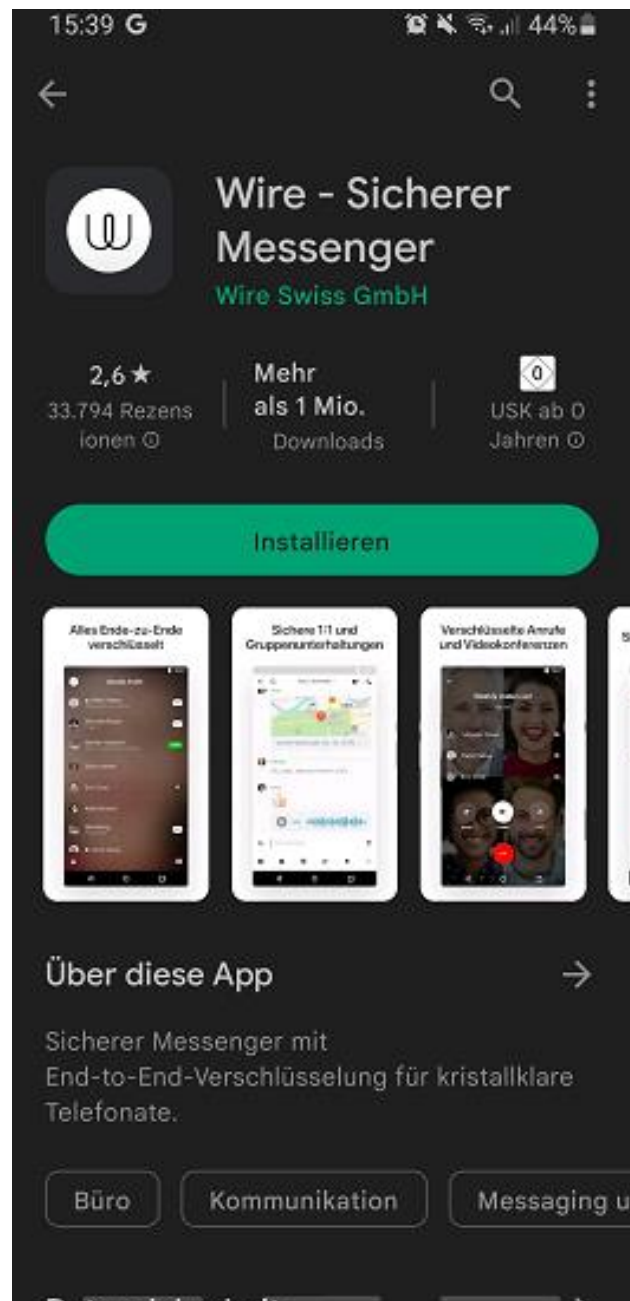 15:39 G
44%
Wire - Sicherer
Messenger
Wire Swiss GmbH
2,6★
33.794 Rezens
ionen
Mehr
als 1 Mio.
Downloads
0
USK ab 0
Jahren
Installieren
Alles Ende-zu-Ende
verschlüsselt
Sichere 1:1 und
Gruppenunterhaltungen
Verschlüsselte Anrufe
und Videokonferenzen
S
Über diese App
Sicherer Messenger mit
End-to-End-Verschlüsselung für kristallklare
Telefonate.
Büro
Kommunikation
Messaging u